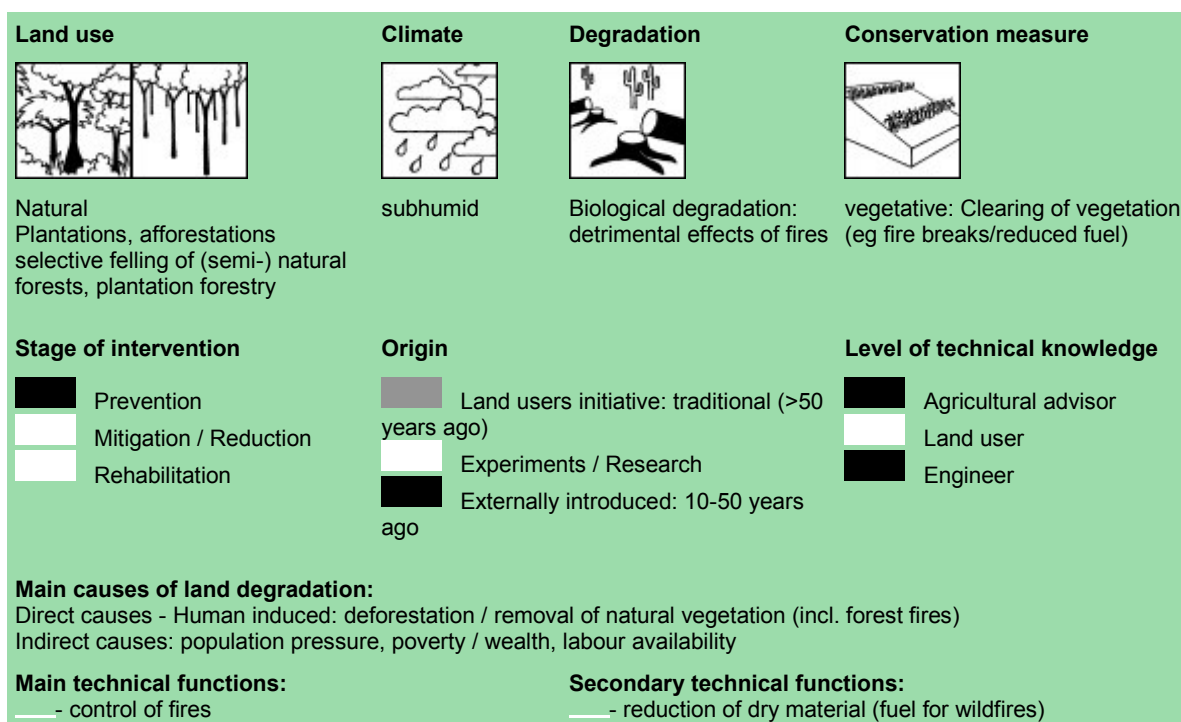 Land use
Climate
Degradation
Conservation measure
Natural
Plantations, afforestations
selective felling of (semi-) natural
forests, plantation forestry
subhumid
Biological degradation:
detrimental effects of fires
vegetative: Clearing of vegetation
(eg fire breaks/reduced fuel)
Stage of intervention
Prevention
Mitigation / Reduction
Rehabilitation
Origin
Land users initiative: traditional (>50
years ago)
Experiments / Research
Externally introduced: 10-50 years
ago
Level of technical knowledge
Agricultural advisor
Land user
Engineer
Main causes of land degradation:
Direct causes - Human induced: deforestation / removal of natural vegetation (incl. forest fires)
Indirect causes: population pressure, poverty / wealth, labour availability
Main technical functions:
- control of fires
Secondary technical functions:
- reduction of dry material (fuel for wildfires)